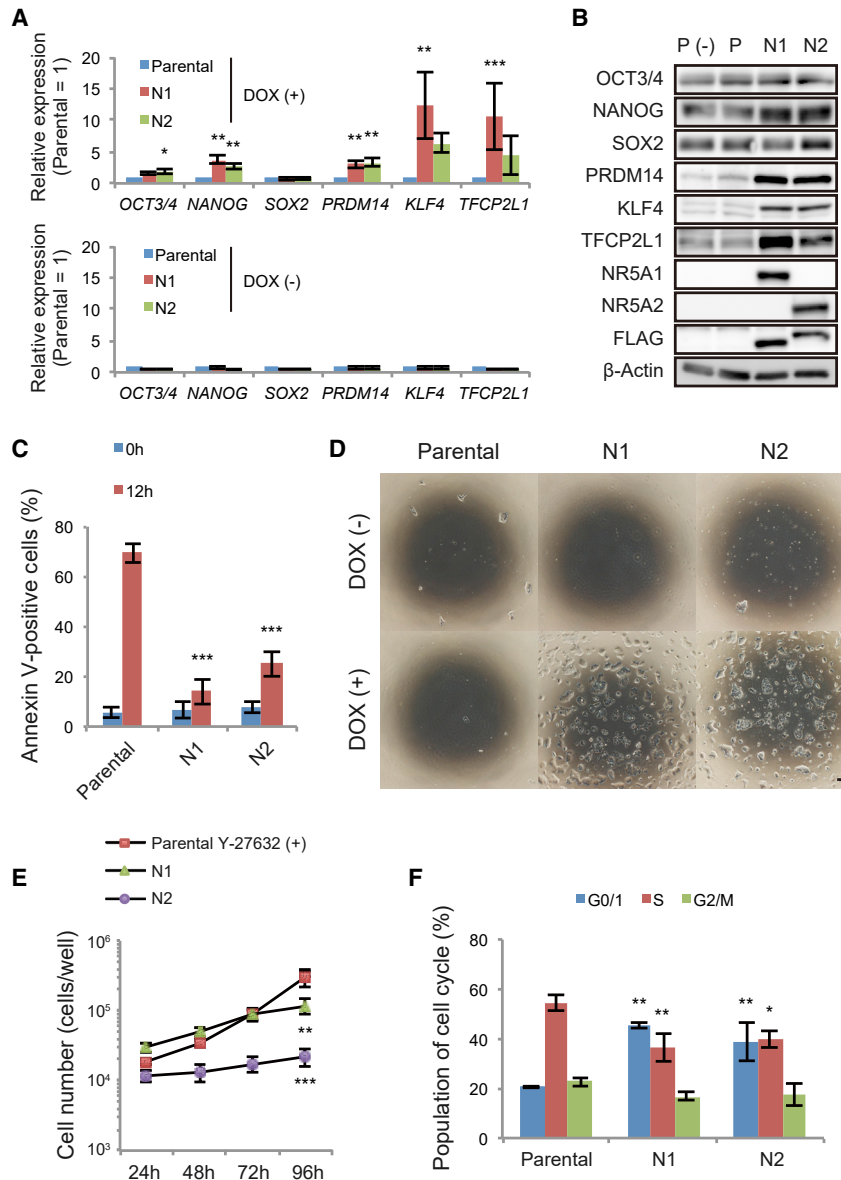 A
Relative expression
(Parental = 1)
20
15
10
5
0
Parental
N1
N2
DOX (+)
*
**
**
**
**
**
***
OCT3/4
NANOG
SOX2
PRDM14
KLF4
TFCP2L1
Relative expression
(Parental = 1)
20
15
10
5
0
Parental
N1
N2
DOX (-)
OCT3/4
NANOG
SOX2
PRDM14
KLF4
TFCP2L1
B
P (-)
P
N1
N2
OCT3/4
NANOG
SOX2
PRDM14
KLF4
TFCP2L1
NR5A1
NR5A2
FLAG
β-Actin
C
0h
12h
Annexin V-positive cells (%)
80
60
40
20
0
***
***
Parental
N1
N2
D
Parental
N1
N2
DOX (-)
DOX (+)
E
Parental Y-27632 (+)
N1
N2
Cell number (cells/well)
10⁶
10⁵
10⁴
10³
**
***
24h
48h
72h
96h
F
G0/1
S
G2/M
Population of cell cycle (%)
80
60
40
20
0
**
**
**
*
Parental
N1
N2